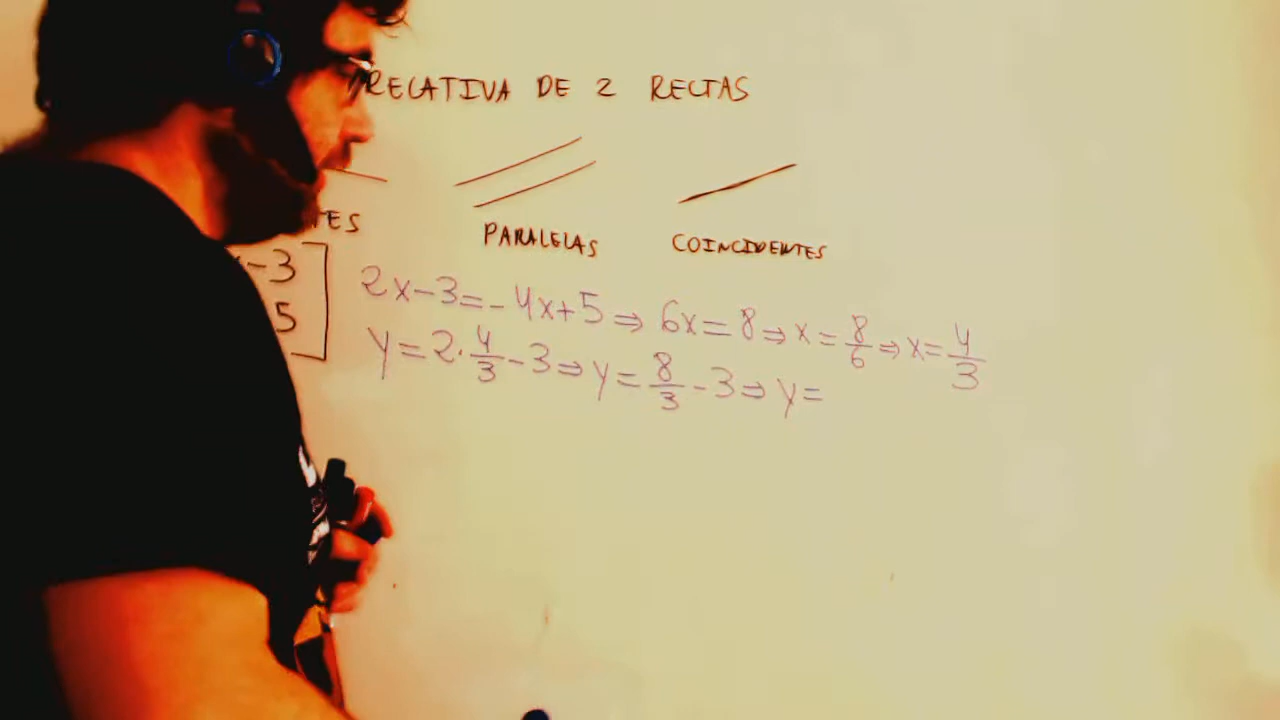 RELATIVA DE 2 RECTAS
TES
PARALELAS
COINCIDENTES
-3
5
2x-3=-4x+5⇒6x=8⇒x=8/6⇒x=4/3
y=2·4/3-3⇒y=8/3-3⇒y=